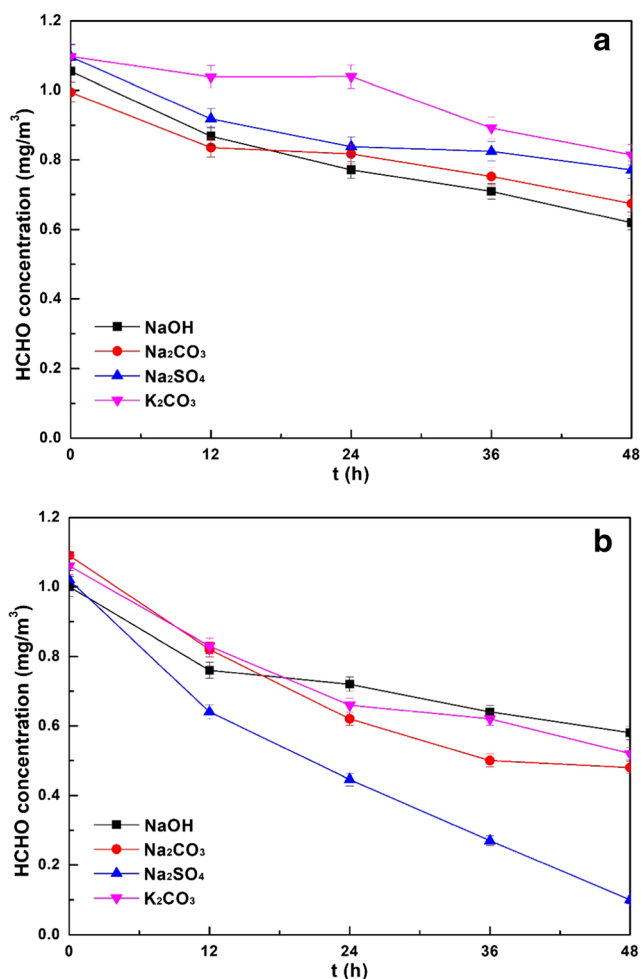 a
1.2
1.0
0.8
0.6
0.4
0.2
0.0
HCHO concentration (mg/m³)
NaOH
Na₂CO₃
Na₂SO₄
K₂CO₃
0 12 24 36 48
t (h)
b
1.2
1.0
0.8
0.6
0.4
0.2
0.0
HCHO concentration (mg/m³)
NaOH
Na₂CO₃
Na₂SO₄
K₂CO₃
0 12 24 36 48
t (h)